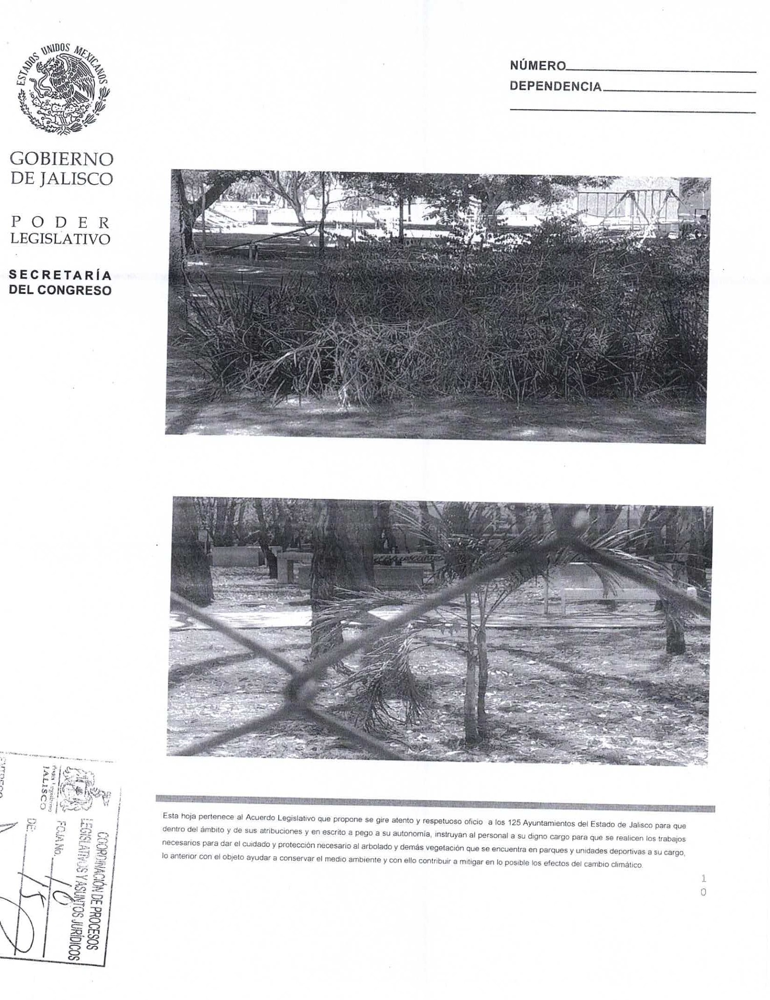 ESTADOS UNIDOS MEXICANOS
NÚMERO
DEPENDENCIA
GOBIERNO
DE JALISCO
PODER
LEGISLATIVO
SECRETARÍA
DEL CONGRESO
Esta hoja pertenece al Acuerdo Legislativo que propone se gire atento y respetuoso oficio a los 125 Ayuntamientos del Estado de Jalisco para que
dentro del ámbito y de sus atribuciones y en escrito a pego a su autonomía, instruyan al personal a su digno cargo para que se realicen los trabajos
necesarios para dar el cuidado y protección necesario al arbolado y demás vegetación que se encuentra en parques y unidades deportivas a su cargo,
lo anterior con el objeto ayudar a conservar el medio ambiente y con ello contribuir a mitigar en lo posible los efectos del cambio climático.
1
0
COORDINACIÓN DE PROCESOS
LEGISLATIVOS Y ASUNTOS JURÍDICOS
FOJA No. 10
DE 15
JALISCO